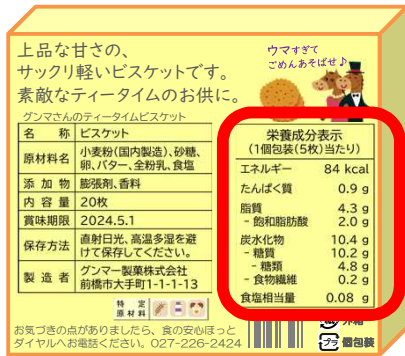 上品な甘さの、
サックリ軽いビスケットです。
素敵なティータイムのお供に。
ウマすぎて
ごめんあそばせ♪
グンマさんのティータイムビスケット
名称 ビスケット
原材料名 小麦粉(国内製造)、砂糖、
卵、バター、全粉乳、食塩
添加物 膨張剤、香料
内容量 20枚
賞味期限 2024.5.1
保存方法 直射日光、高温多湿を避
けて保存してください。
製造者 グンマー製菓株式会社
前橋市大手町1-1-1-13
栄養成分表示
(1個包装(5枚)当たり)
エネルギー 84 kcal
たんぱく質 0.9 g
脂質 4.3 g
- 飽和脂肪酸 2.0 g
炭水化物 10.4 g
- 糖質 10.2 g
- 糖類 4.8 g
- 食物繊維 0.2 g
食塩相当量 0.08 g
特定
原材料
お気づきの点がありましたら、食の安心ほっと
ダイヤルへお電話ください。027-226-2424
プラ 個包装